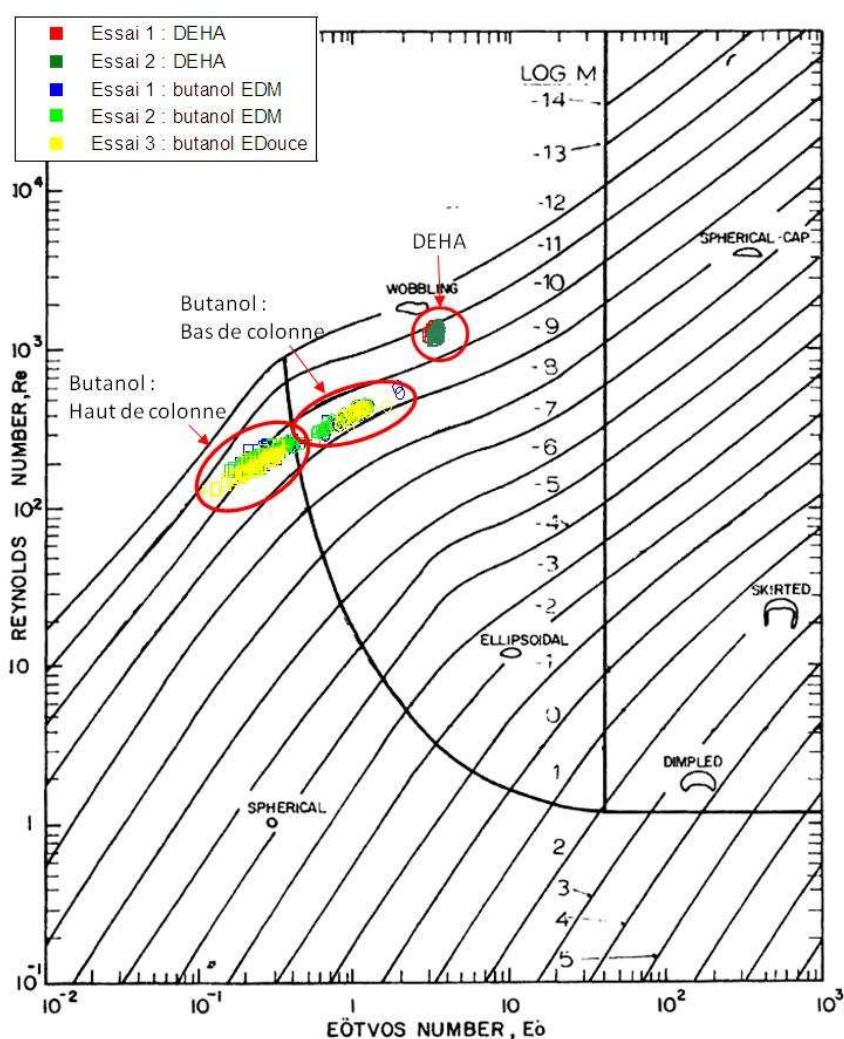 Essai 1 : DEHA
Essai 2 : DEHA
Essai 1 : butanol EDM
Essai 2 : butanol EDM
Essai 3 : butanol EDouce
LOG M
-14
-13
-12
-11
-10
-9
-8
-7
-6
-5
-4
-3
-2
-1
0
1
2
3
4
5
DEHA
SPHERICAL-CAP
WOBBLING
Butanol :
Bas de colonne
Butanol :
Haut de colonne
SKIRTED
ELLIPSOIDAL
DIMPLED
SPHERICAL
REYNOLDS NUMBER, Re
10⁴
10³
10²
10
1
10⁻¹
10⁻²
10⁻¹
1
10
10²
10³
EÖTVOS NUMBER, Eö